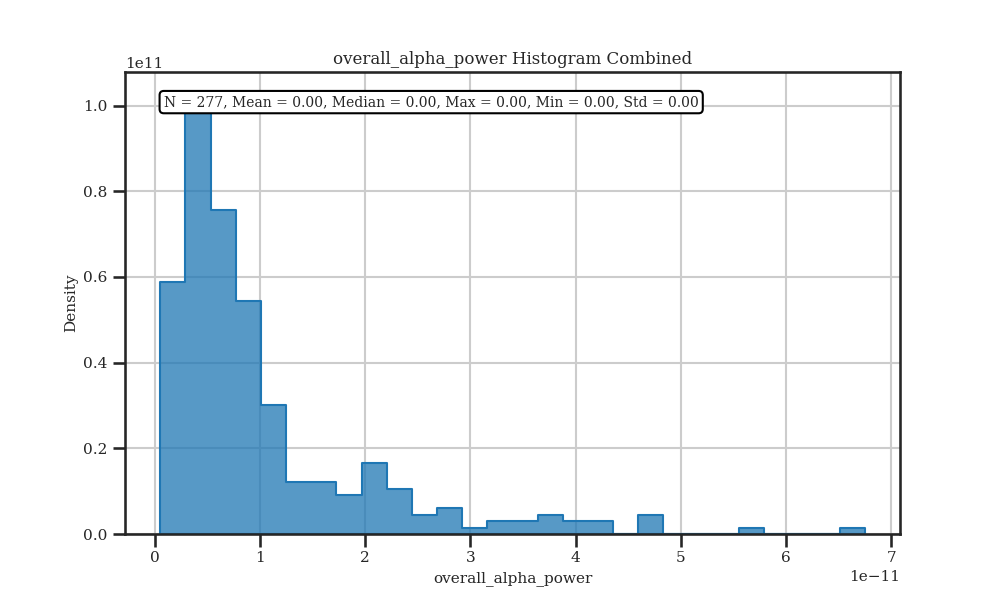 overall_alpha_power Histogram Combined
1e11
N = 277, Mean = 0.00, Median = 0.00, Max = 0.00, Min = 0.00, Std = 0.00
1.0
0.8
0.6
0.4
0.2
0.0
Density
0 1 2 3 4 5 6 7
1e−11
overall_alpha_power